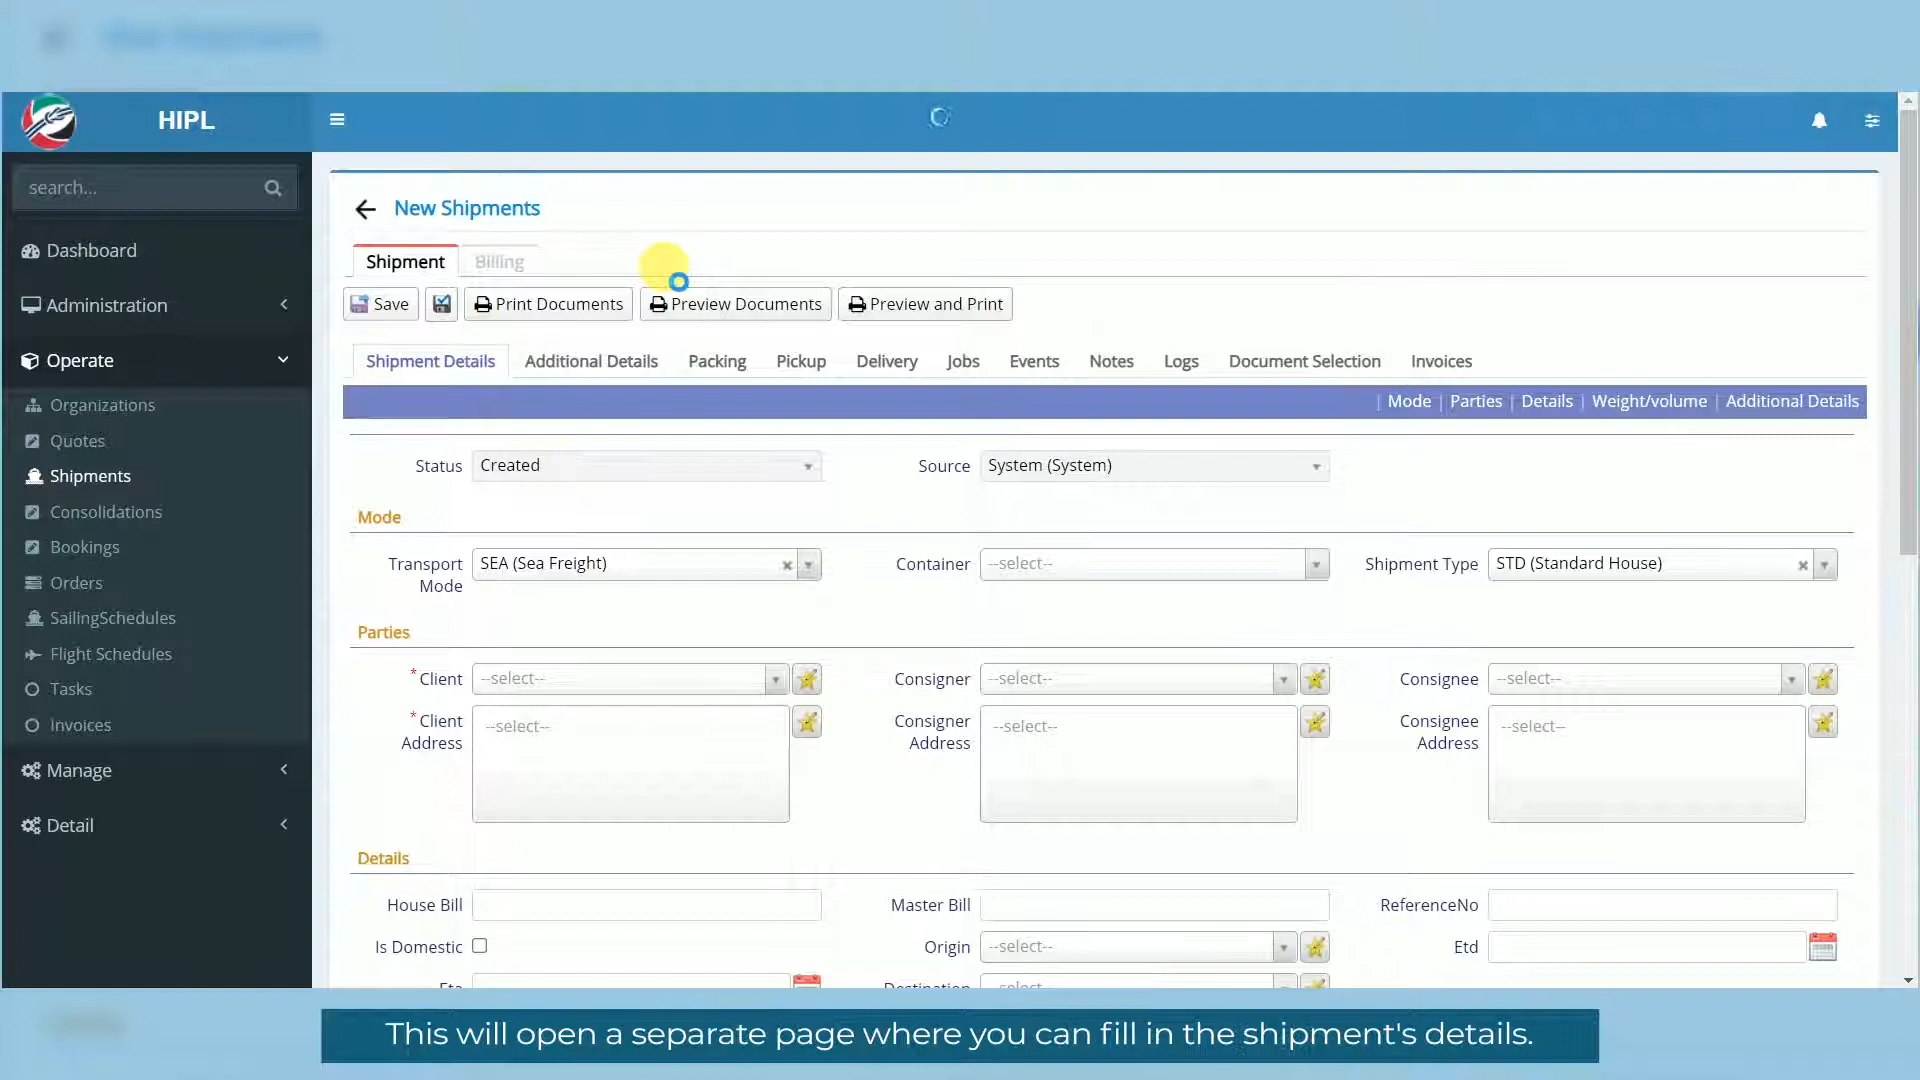 HIPL
search...
Dashboard
Administration
Operate
Organizations
Quotes
Shipments
Consolidations
Bookings
Orders
SailingSchedules
Flight Schedules
Tasks
Invoices
Manage
Detail
New Shipments
Shipment Billing
Save Print Documents Preview Documents Preview and Print
Shipment Details Additional Details Packing Pickup Delivery Jobs Events Notes Logs Document Selection Invoices
| Mode | Parties | Details | Weight/volume | Additional Details
Status Created Source System (System)
Mode
Transport Mode SEA (Sea Freight) Container --select-- Shipment Type STD (Standard House)
Parties
*Client --select-- Consigner --select-- Consignee --select--
*Client Address --select-- Consigner Address --select-- Consignee Address --select--
Details
House Bill Master Bill ReferenceNo
Is Domestic Origin --select-- Etd
Eta Destination --select--
This will open a separate page where you can fill in the shipment's details.